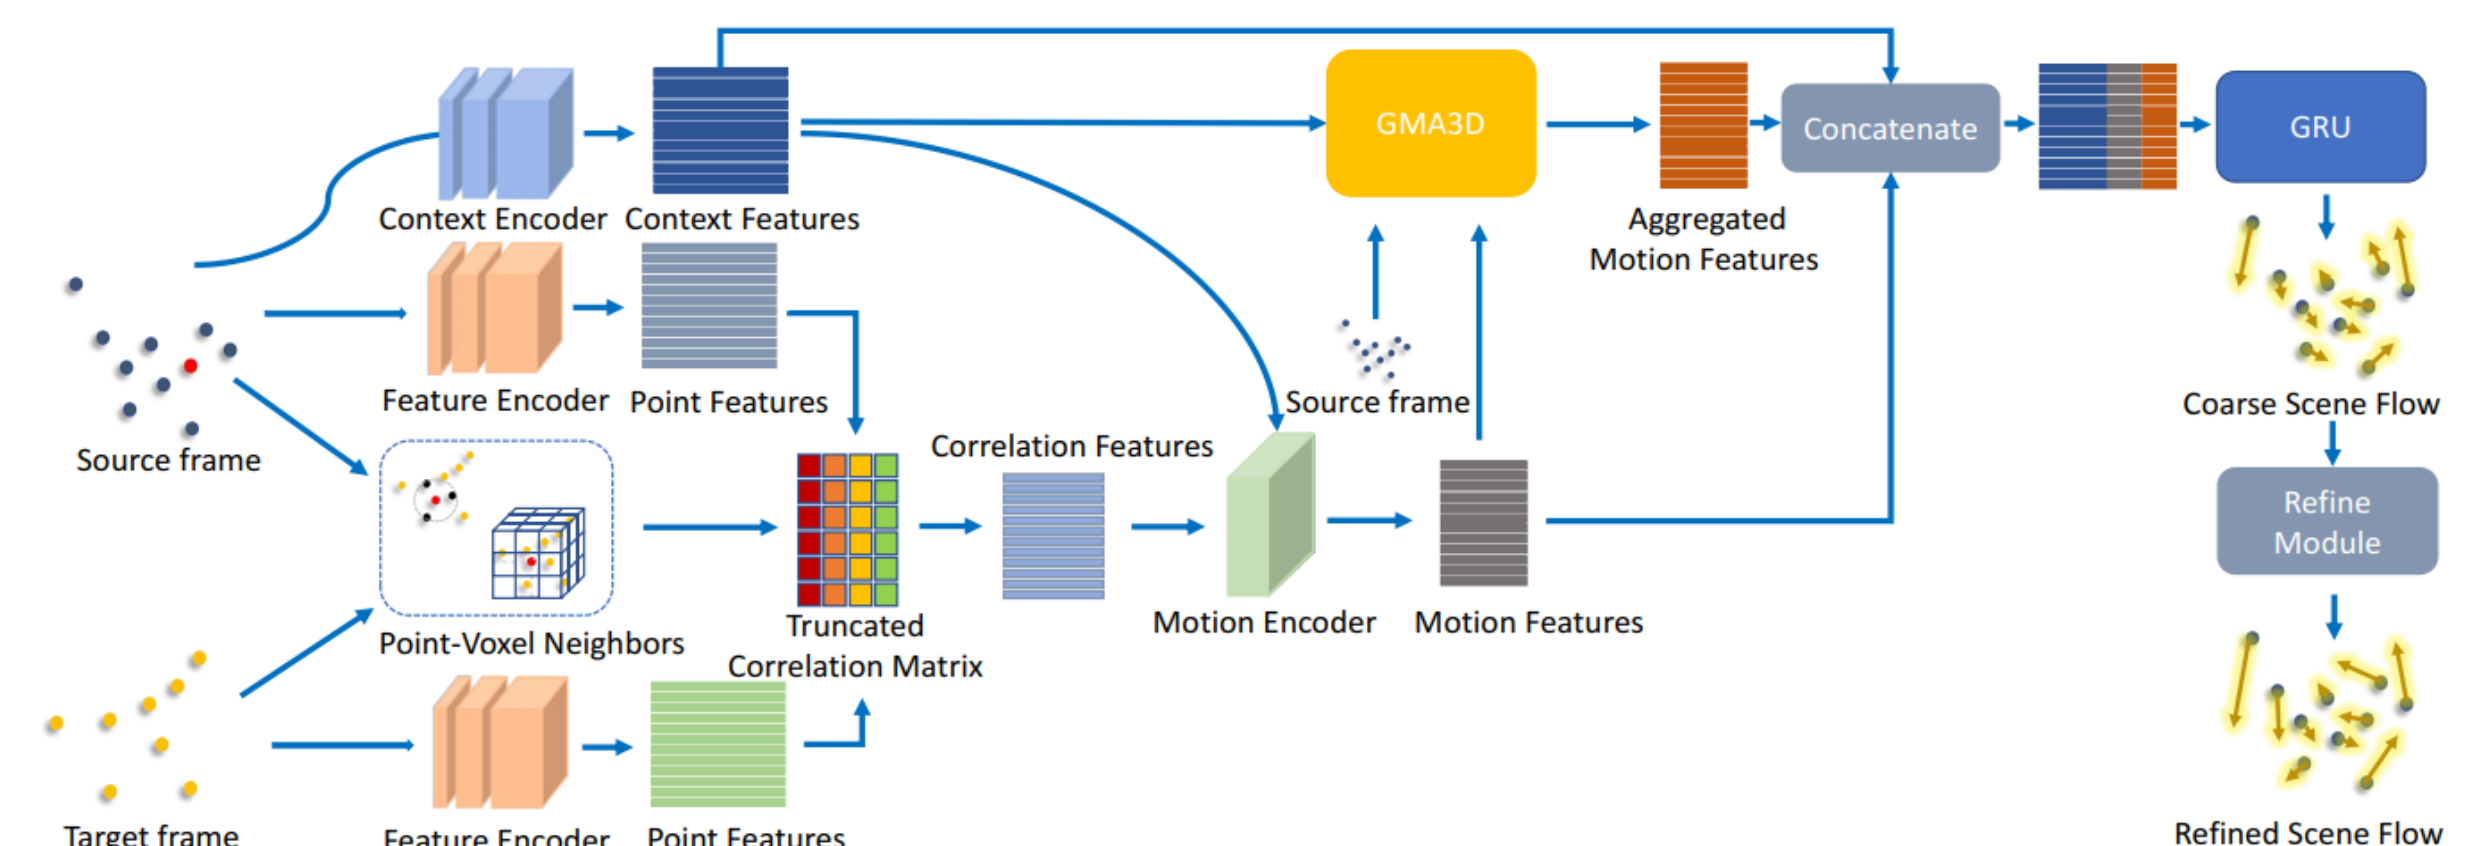 GMA3D
Concatenate
GRU
Context Encoder
Context Features
Aggregated
Motion Features
Feature Encoder
Point Features
Source frame
Source frame
Coarse Scene Flow
Correlation Features
Refine
Module
Point-Voxel Neighbors
Truncated
Correlation Matrix
Motion Encoder
Motion Features
Target frame
Feature Encoder
Point Features
Refined Scene Flow